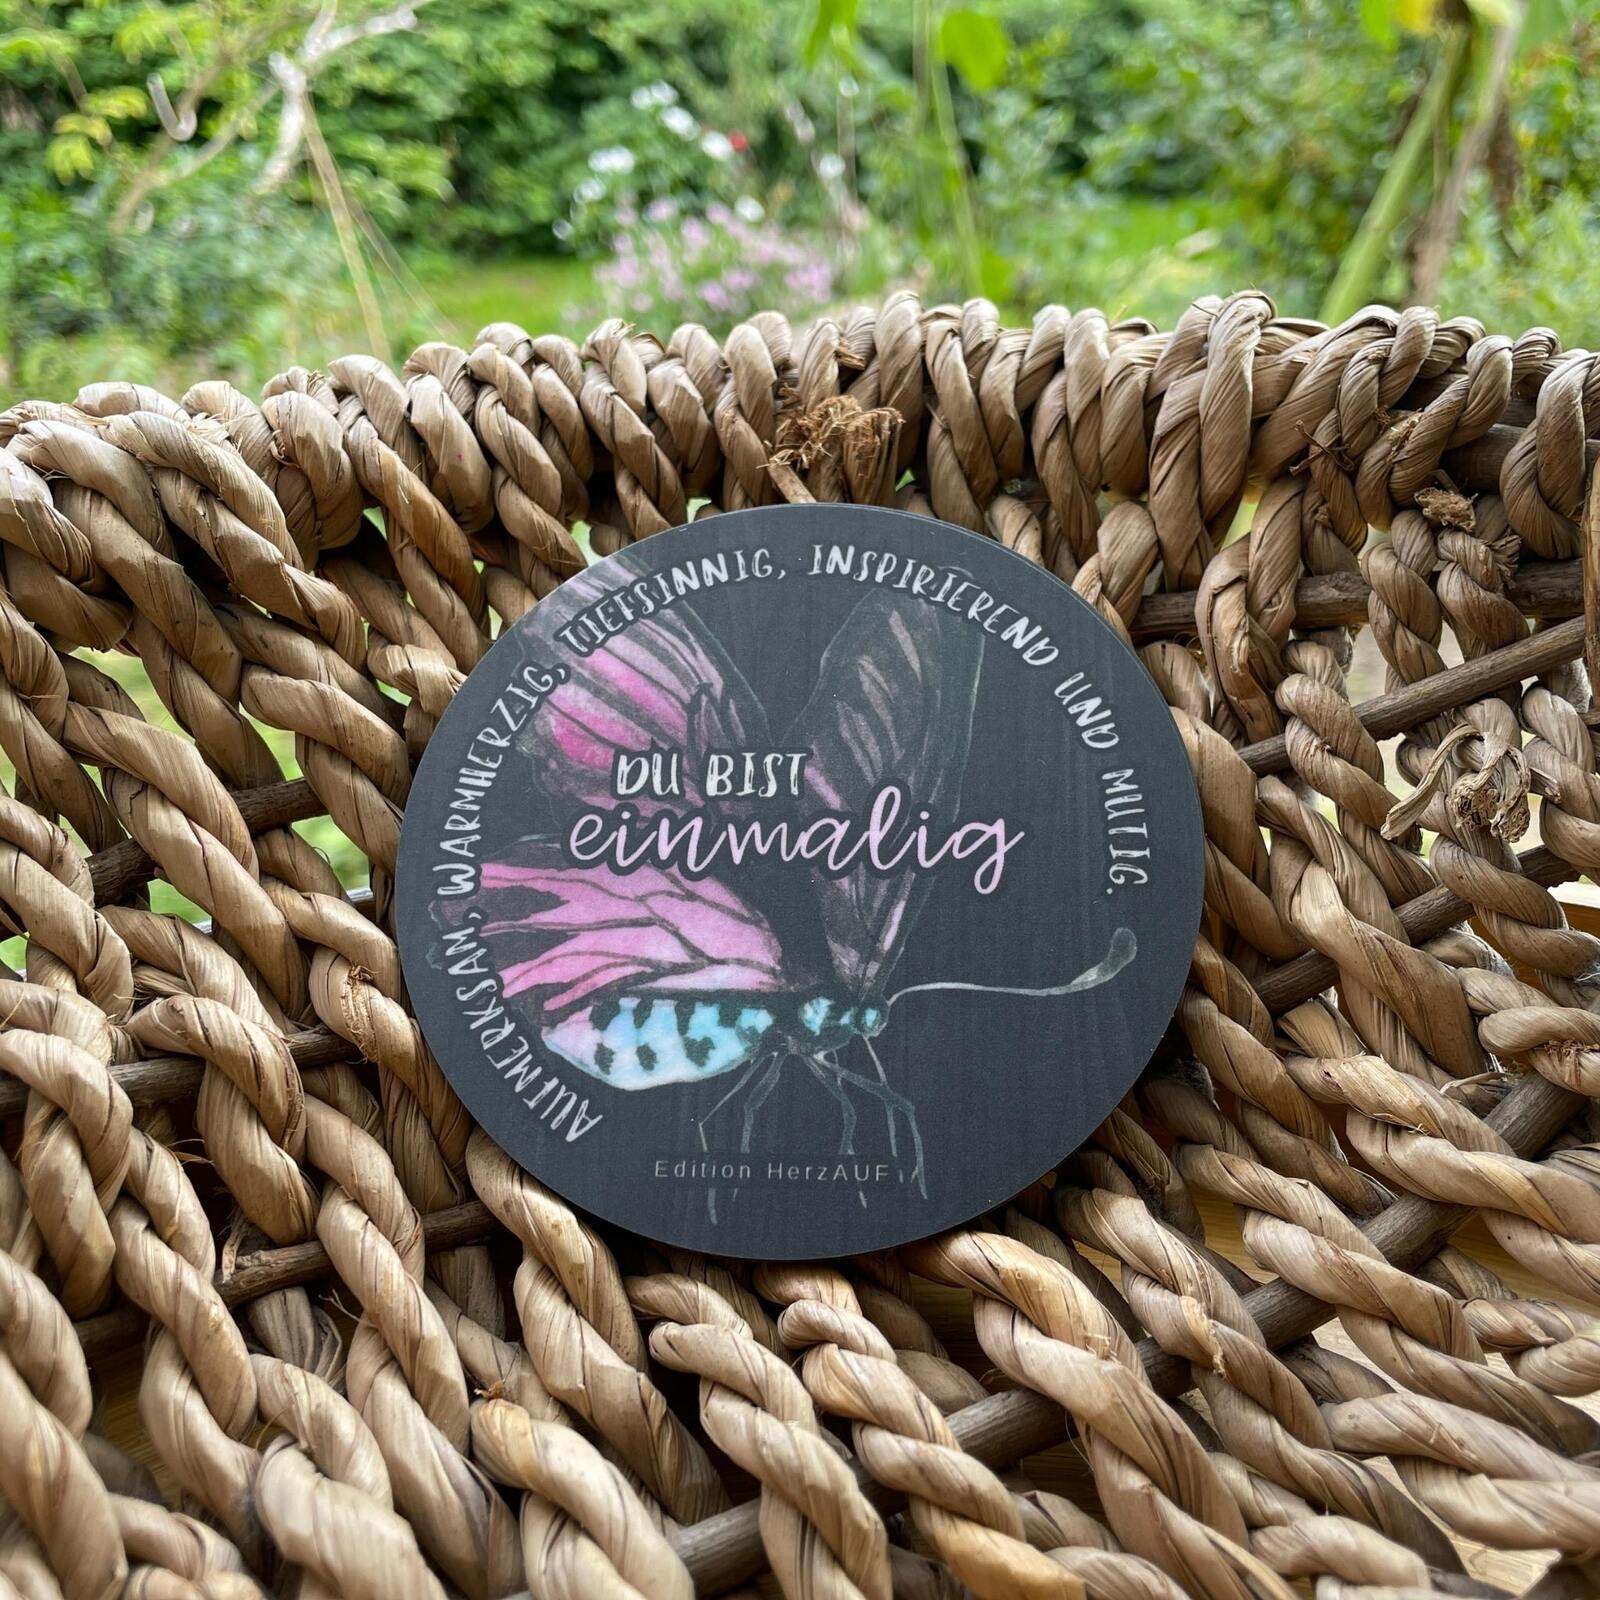 AUFMERKSAM, WARMHERZIG, TIEFSINNIG, INSPIRIEREND UND MUTIG.
DU BIST
einmalig
Edition HerzAUF